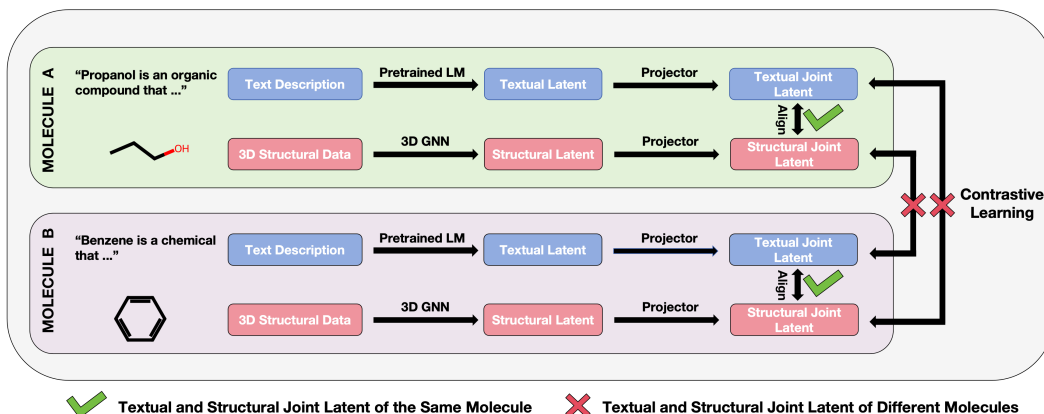 MOLECULE A
“Propanol is an organic
compound that ...”
OH
Text Description
Pretrained LM
Textual Latent
Projector
Textual Joint
Latent
Align
3D Structural Data
3D GNN
Structural Latent
Projector
Structural Joint
Latent
MOLECULE B
“Benzene is a chemical
that ...”
Text Description
Pretrained LM
Textual Latent
Projector
Textual Joint
Latent
Align
3D Structural Data
3D GNN
Structural Latent
Projector
Structural Joint
Latent
Contrastive
Learning
Textual and Structural Joint Latent of the Same Molecule
Textual and Structural Joint Latent of Different Molecules